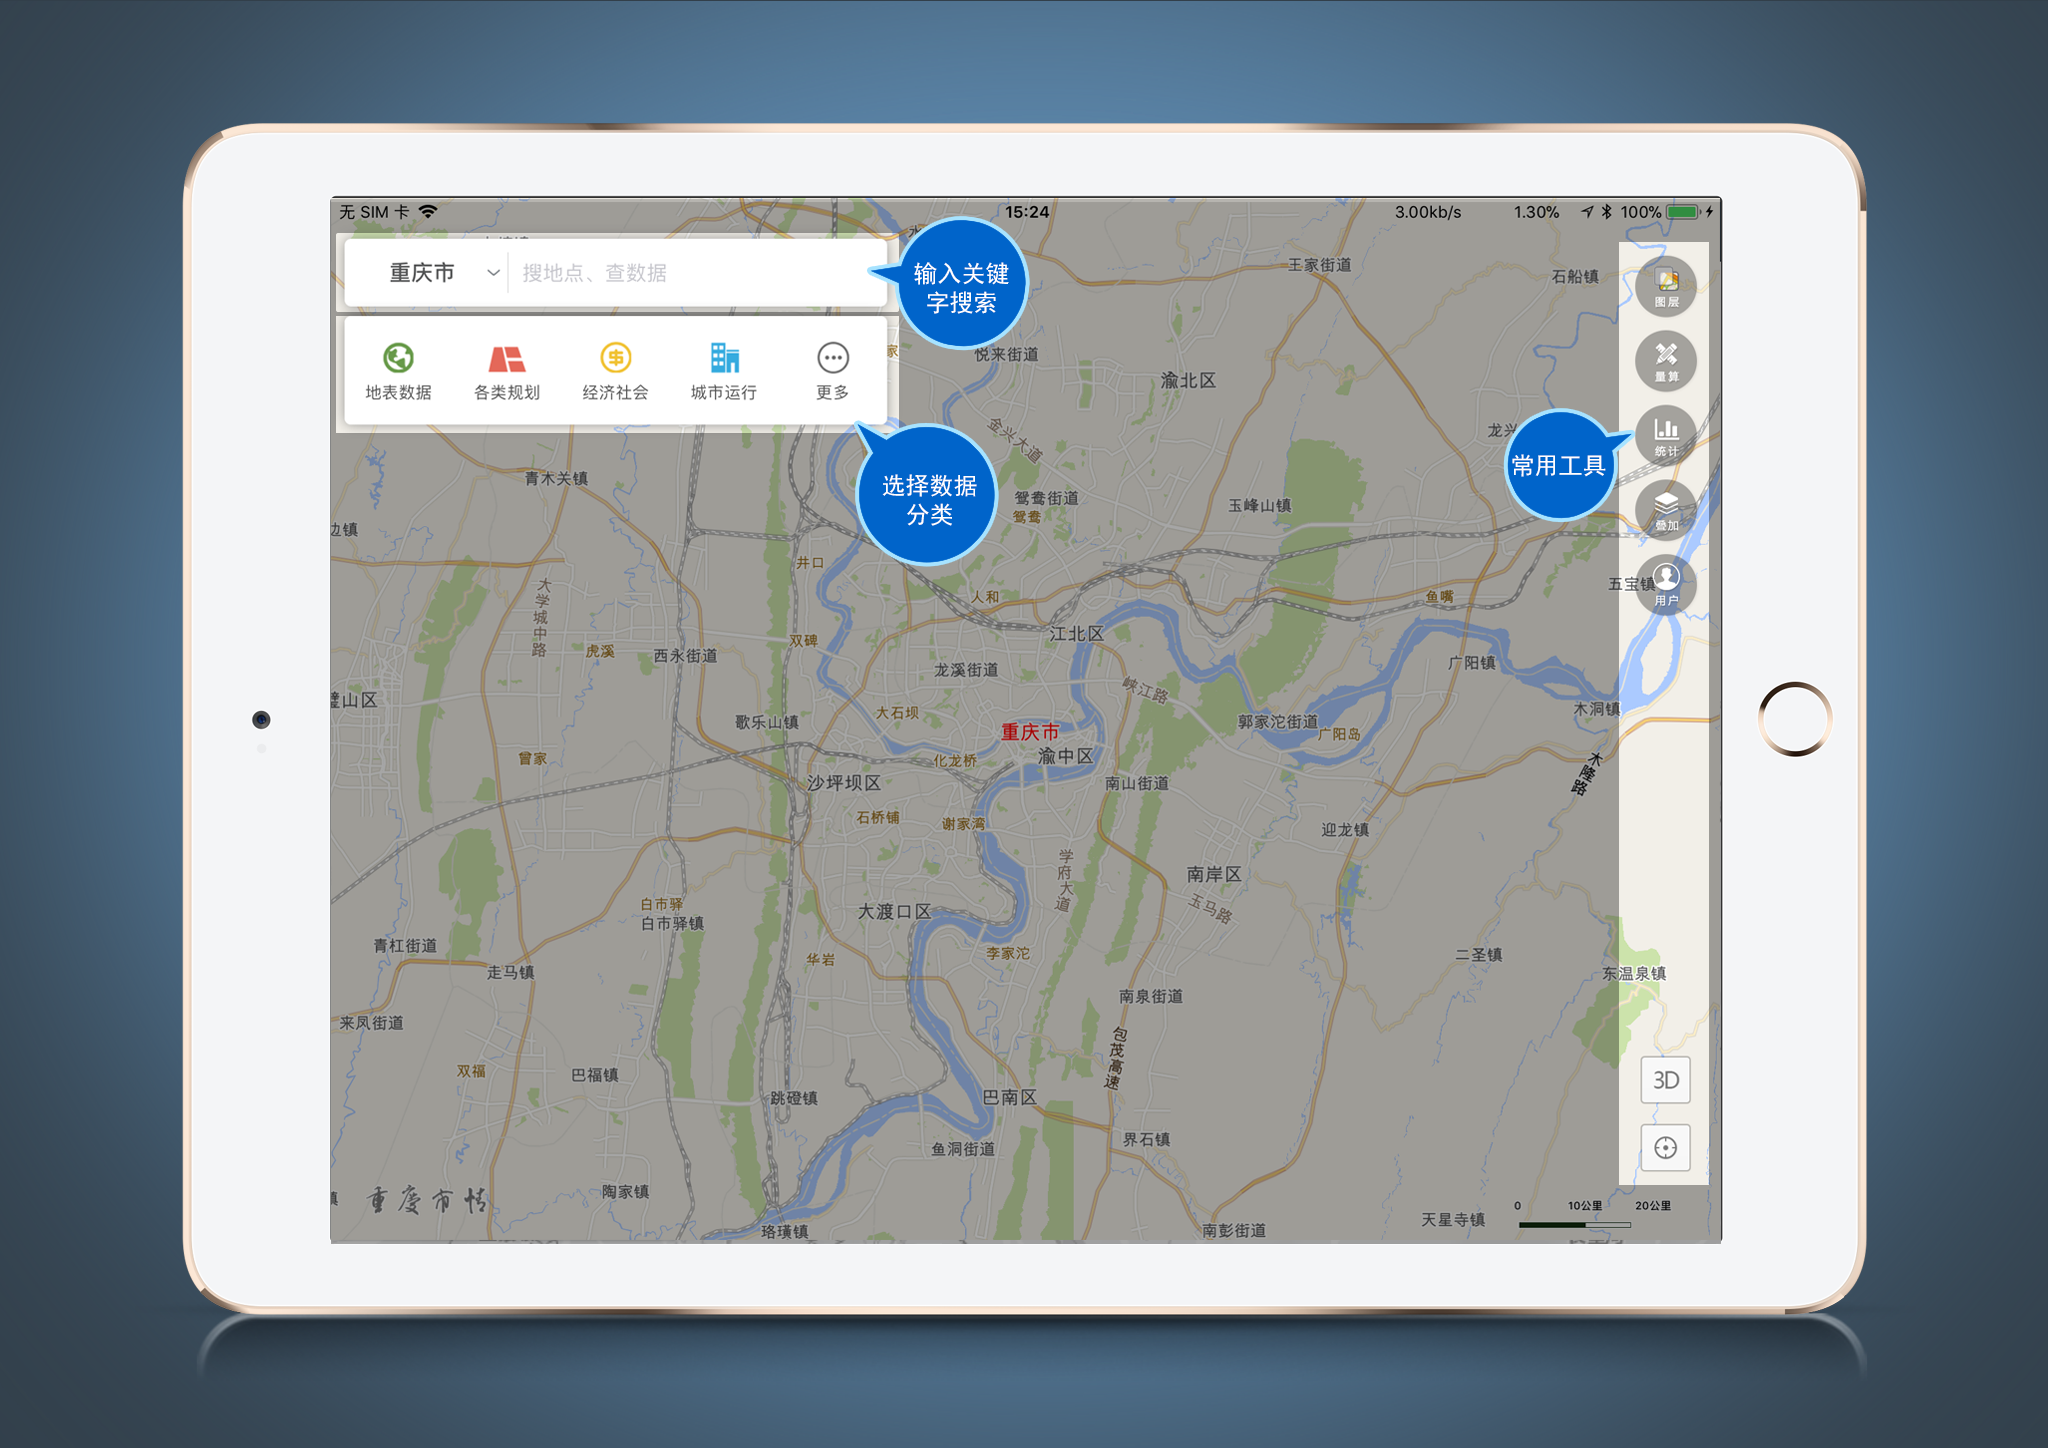 无 SIM 卡
15:24
3.00kb/s
1.30%
100%
重庆市
搜地点、查数据
输入关键
字搜索
地表数据
各类规划
经济社会
城市运行
更多
选择数据
分类
常用工具
图层
量算
统计
叠加
用户
王家街道
石船镇
悦来街道
渝北区
金兴大道
龙兴
青木关镇
鸳鸯街道
鸳鸯
玉峰山镇
边镇
井口
大学城中路
人和
鱼嘴
五宝镇
江北区
双碑
虎溪
西永街道
龙溪街道
广阳镇
峡江路
璧山区
大石坝
歌乐山镇
重庆市
郭家沱街道
广阳岛
木洞镇
曾家
化龙桥
渝中区
木隆路
沙坪坝区
南山街道
石桥铺
谢家湾
迎龙镇
学府大道
南岸区
玉马路
白市驿
白市驿镇
大渡口区
青杠街道
走马镇
华岩
李家沱
二圣镇
东温泉镇
南泉街道
来凤街道
包茂高速
双福
巴福镇
跳磴镇
巴南区
3D
鱼洞街道
界石镇
重庆市情
陶家镇
珞璜镇
南彭街道
天星寺镇
0
10公里
20公里